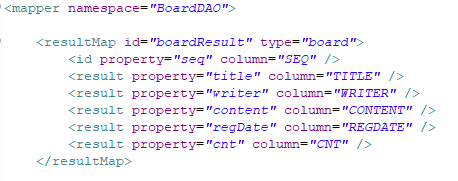 <mapper namespace="BoardDAO">
<resultMap id="boardResult" type="board">
<id property="seq" column="SEQ" />
<result property="title" column="TITLE" />
<result property="writer" column="WRITER" />
<result property="content" column="CONTENT" />
<result property="regDate" column="REGDATE" />
<result property="cnt" column="CNT" />
</resultMap>